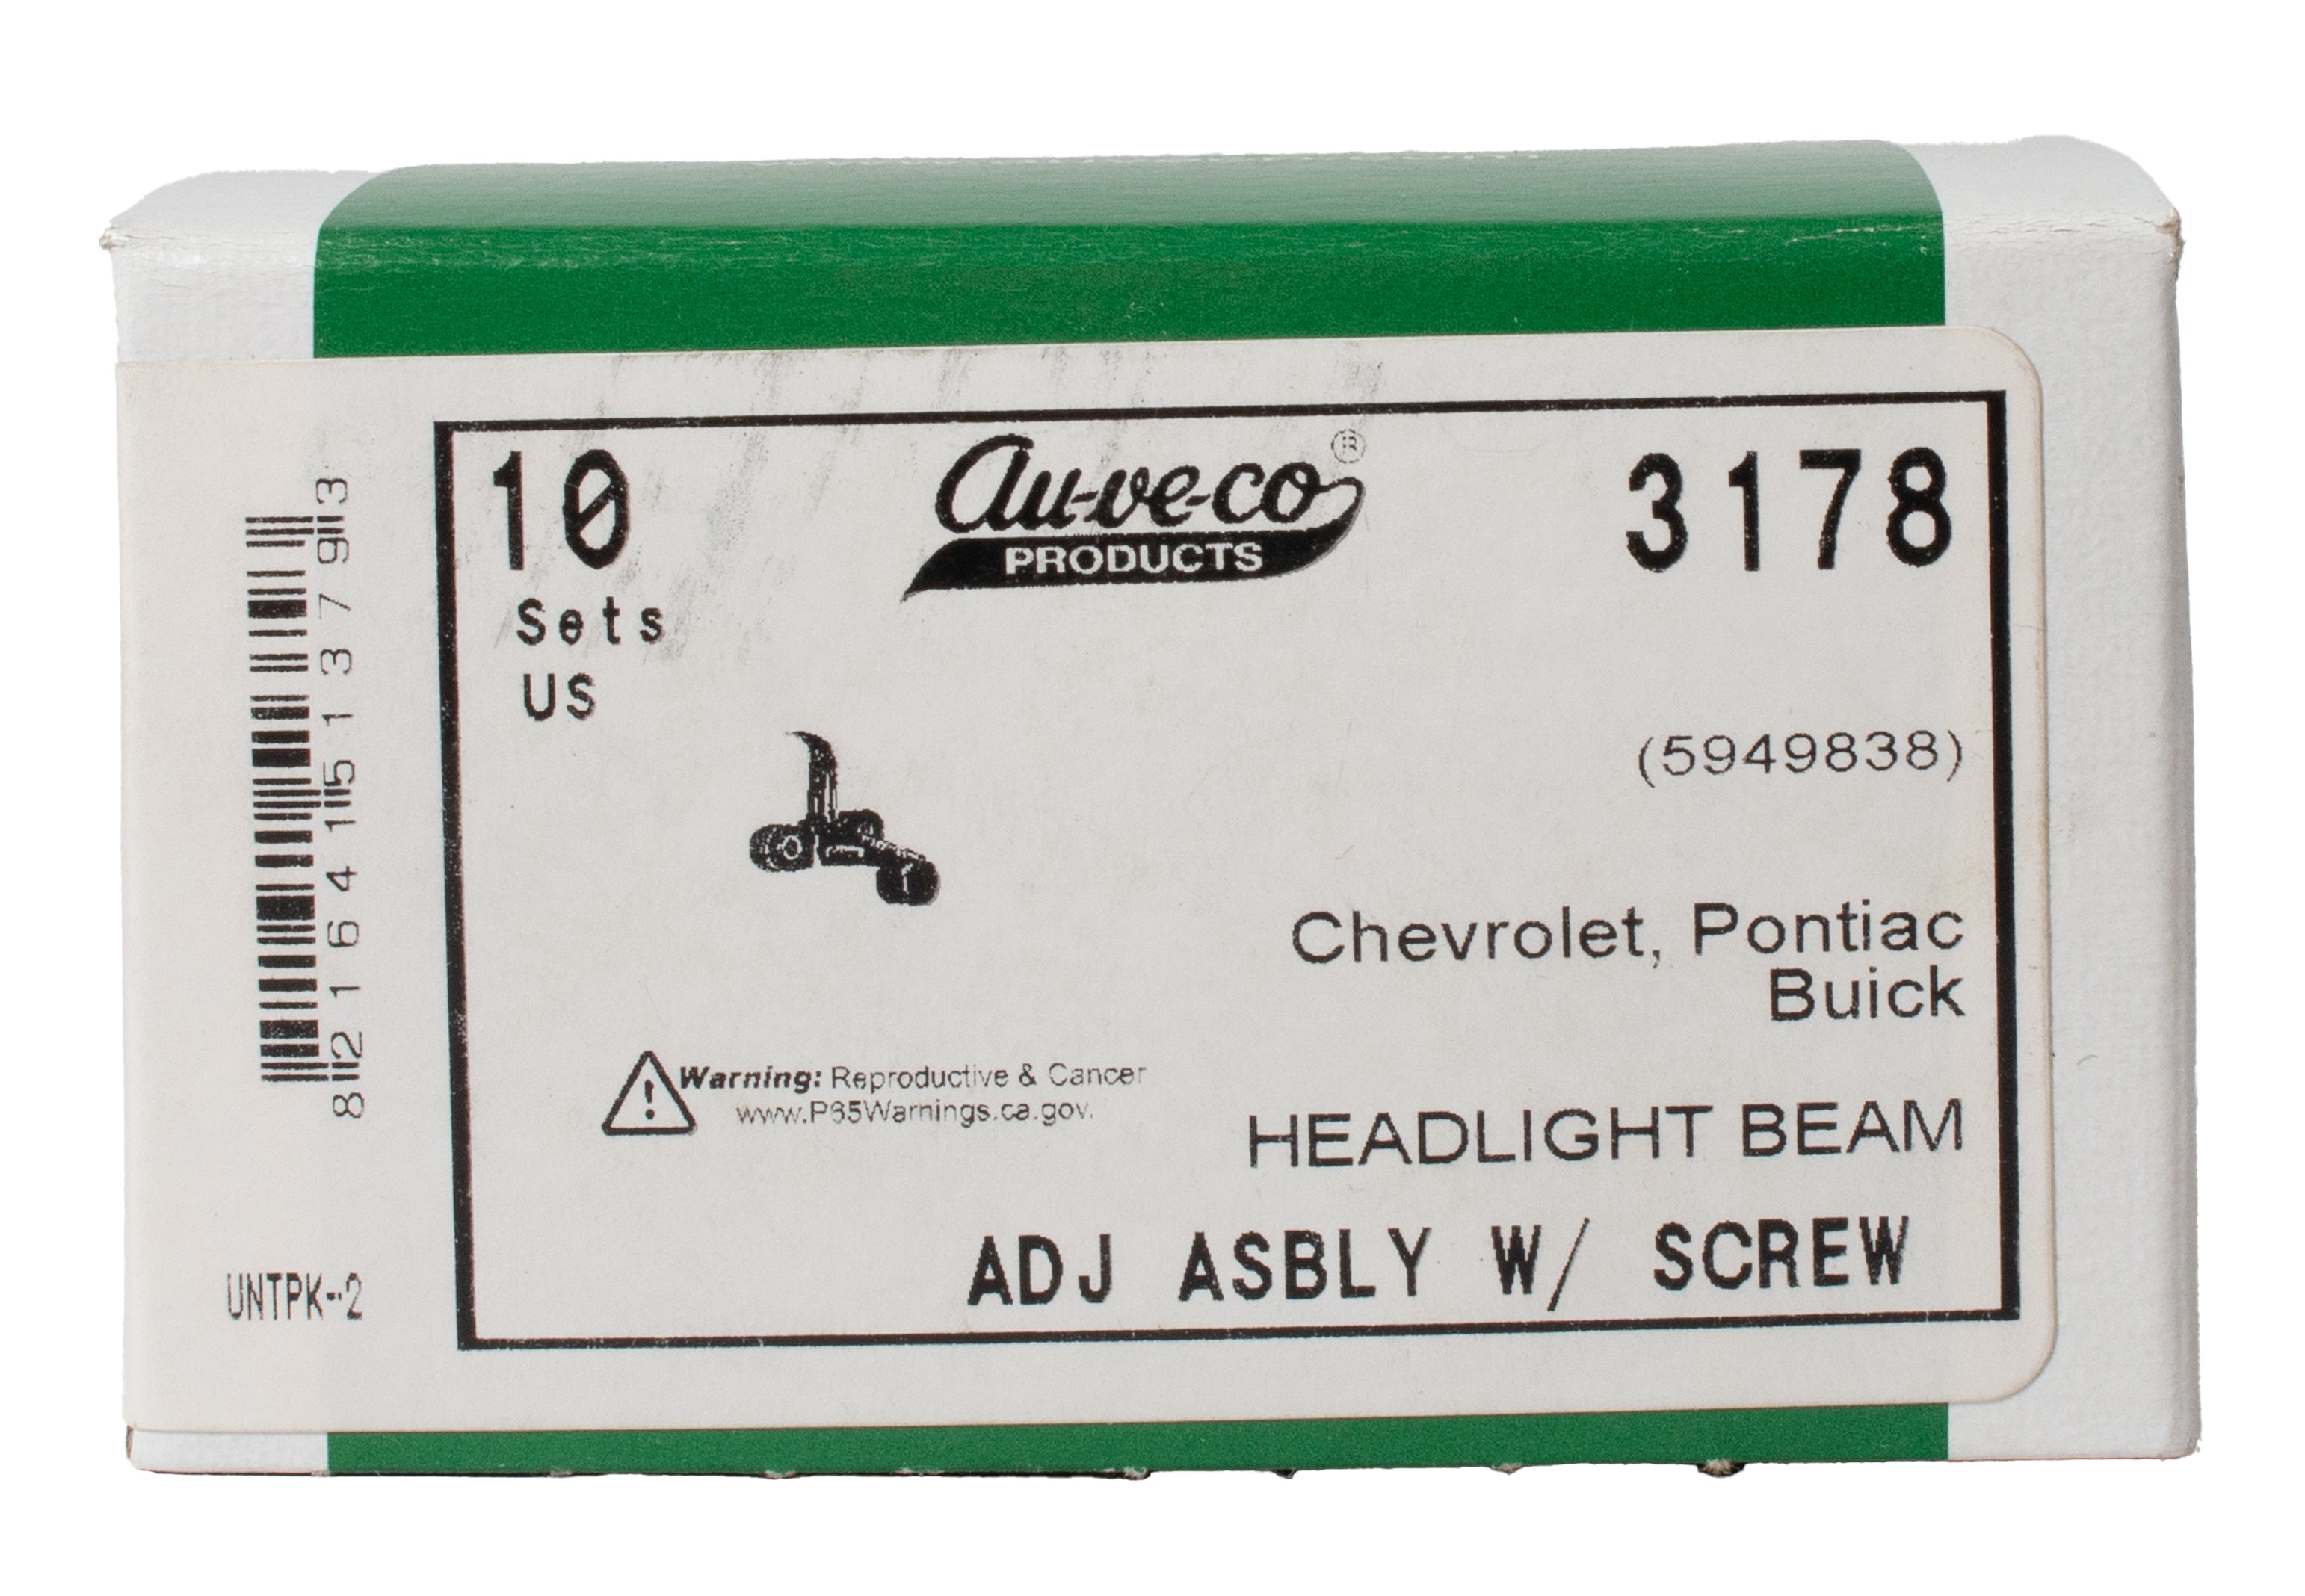 10
Sets
US
au-ve-co®
PRODUCTS
3178
(5949838)
Chevrolet, Pontiac
Buick
Warning: Reproductive & Cancer
www.P65Warnings.ca.gov.
HEADLIGHT BEAM
ADJ ASBLY W/ SCREW
8 21641 51379 3
UNTPK-2